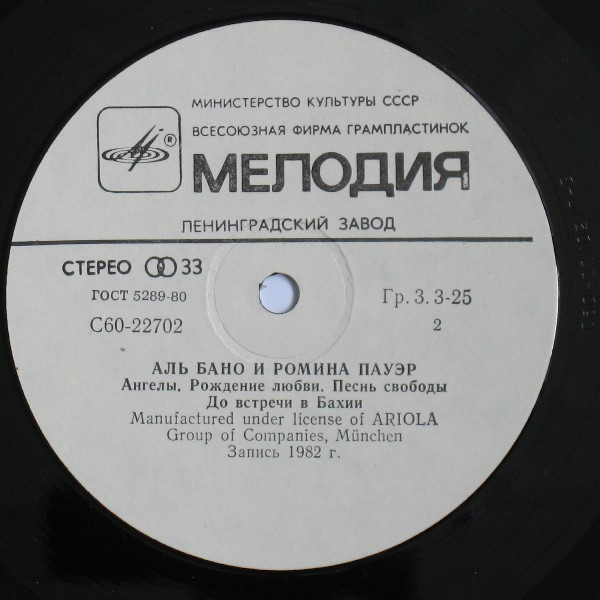 МИНИСТЕРСТВО КУЛЬТУРЫ СССР
ВСЕСОЮЗНАЯ ФИРМА ГРАМПЛАСТИНОК
®
МЕЛОДИЯ
ЛЕНИНГРАДСКИЙ ЗАВОД
СТЕРЕО 33
ГОСТ 5289-80
Гр. 3. 3-25
С60-22702
2
АЛЬ БАНО И РОМИНА ПАУЭР
Ангелы. Рождение любви. Песнь свободы
До встречи в Бахии
Manufactured under license of ARIOLA
Group of Companies, München
Запись 1982 г.